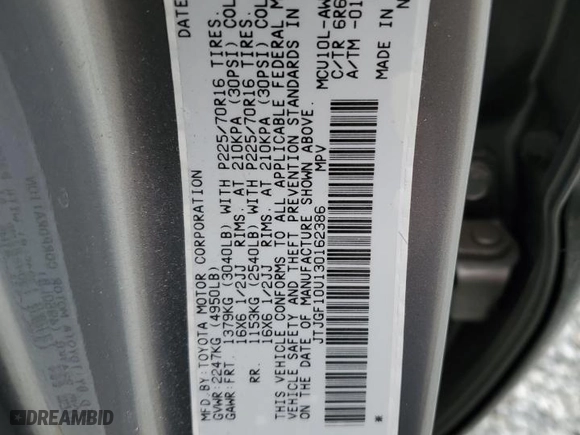 DATE
MFD.BY:TOYOTA MOTOR CORPORATION
GVWR:2247KG (4950LB)
GAWR:FRT. 1379KG (3040LB) WITH P225/70R16 TIRES,
16X6 1/2JJ RIMS, AT 210KPA (30PSI) COL
RR. 1153KG (2540LB) WITH P225/70R16 TIRES,
16X6 1/2JJ RIMS, AT 210KPA (30PSI) COL
THIS VEHICLE CONFORMS TO ALL APPLICABLE FEDERAL M
VEHICLE SAFETY AND THEFT PREVENTION STANDARDS IN
ON THE DATE OF MANUFACTURE SHOWN ABOVE.
JTJGF10U130162386 MPV
MCU10L-AW
C/TR 6R6
A/TM -01
MADE IN
*
DREAMBID